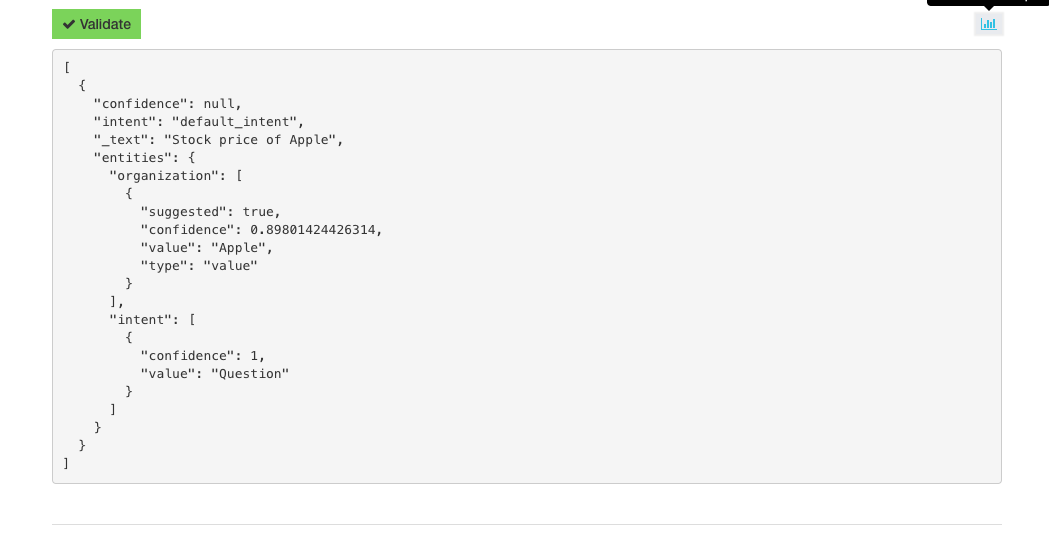 Validate
[
  {
    "confidence": null,
    "intent": "default_intent",
    "_text": "Stock price of Apple",
    "entities": {
      "organization": [
        {
          "suggested": true,
          "confidence": 0.89801424426314,
          "value": "Apple",
          "type": "value"
        }
      ],
      "intent": [
        {
          "confidence": 1,
          "value": "Question"
        }
      ]
    }
  }
]